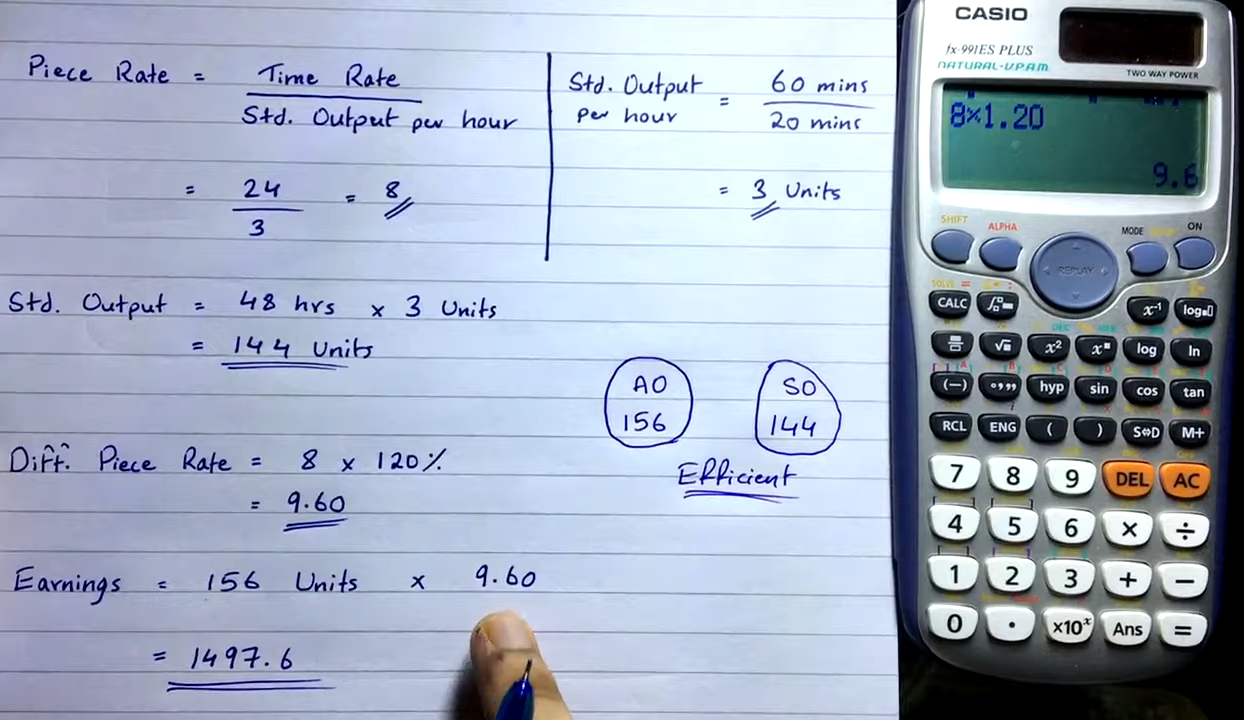 Piece Rate = Time Rate
Std. Output per hour
= 24
3
= 8
Std. Output
per hour
= 60 mins
20 mins
= 3 Units
Std. Output = 48 hrs x 3 Units
= 144 Units
AO
156
SO
144
Efficient
Diff. Piece Rate = 8 x 120%
= 9.60
Earnings = 156 Units x 9.60
= 1497.6
CASIO
fx-991ES PLUS
NATURAL-V.P.A.M.
TWO WAY POWER
8×1.20
9.6
SHIFT
ALPHA
MODE
ON
REPLAY
SOLVE =
CALC
x⁻¹
log
√
x²
x■
log
ln
(−)
hyp
sin
cos
tan
RCL
ENG
(
)
S⇔D
M+
7
8
9
DEL
AC
4
5
6
×
÷
1
2
3
+
−
0
.
×10ˣ
Ans
=